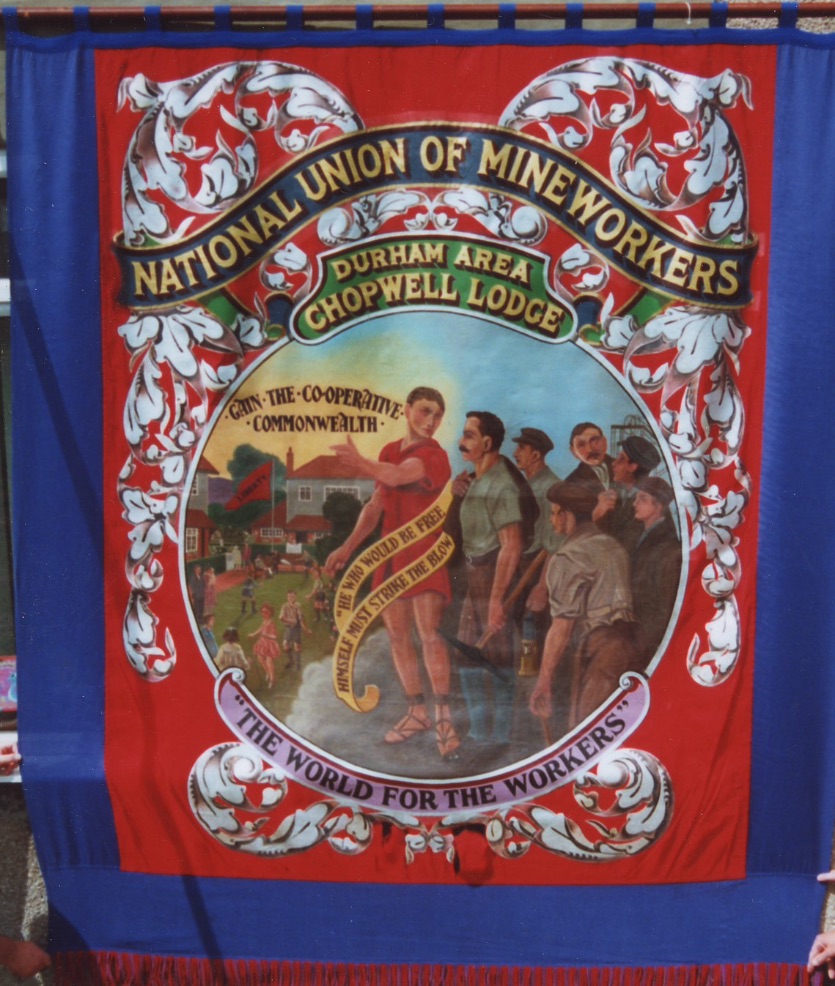 NATIONAL UNION OF MINEWORKERS
DURHAM AREA
CHOPWELL LODGE
·GAIN·THE·CO-OPERATIVE·
·COMMONWEALTH·
LIBERTY
"HE WHO WOULD BE FREE
HIMSELF MUST STRIKE THE BLOW
"THE WORLD FOR THE WORKERS"